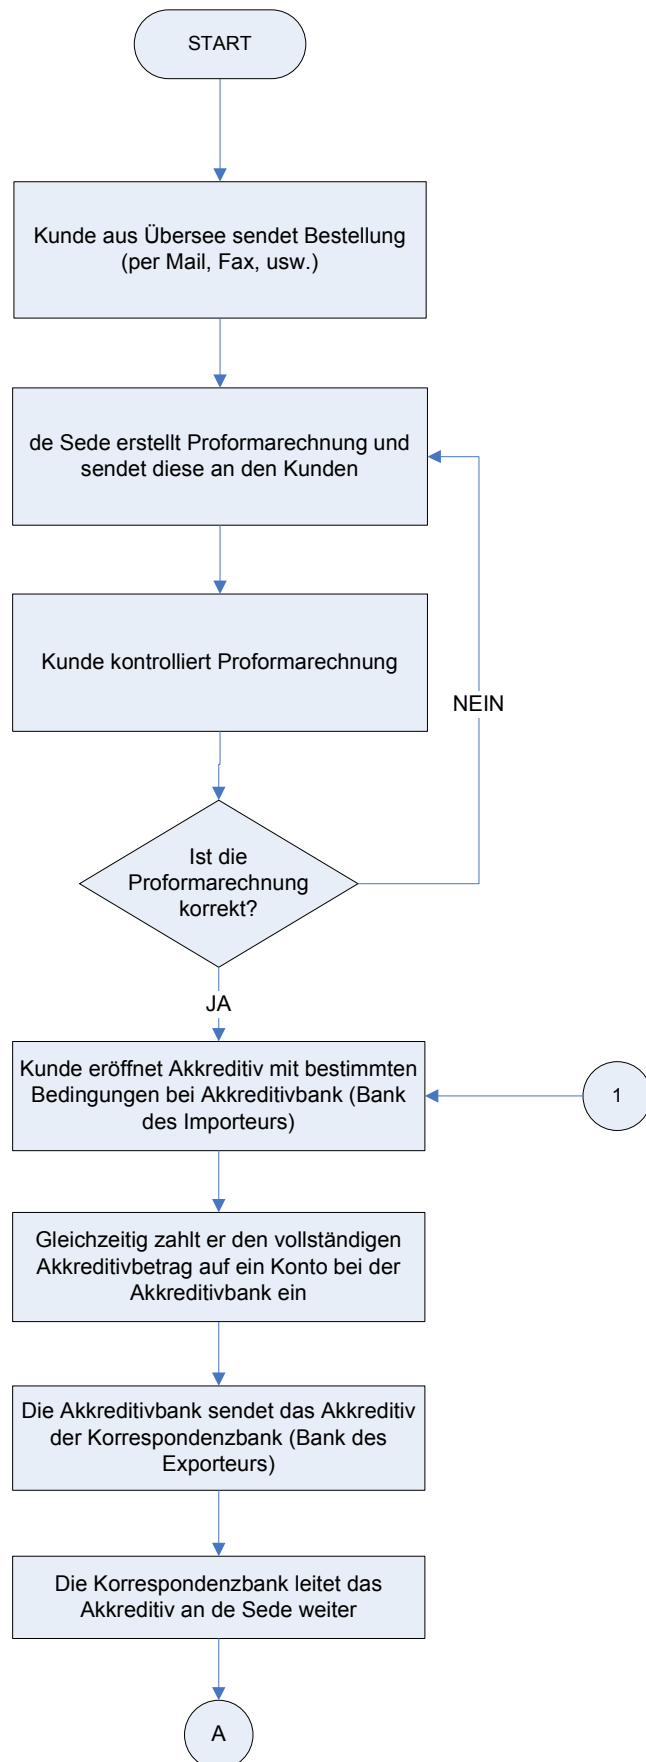 START
Kunde aus Übersee sendet Bestellung
(per Mail, Fax, usw.)
de Sede erstellt Proformarechnung und
sendet diese an den Kunden
Kunde kontrolliert Proformarechnung
NEIN
Ist die
Proformarechnung
korrekt?
JA
Kunde eröffnet Akkreditiv mit bestimmten
Bedingungen bei Akkreditivbank (Bank
des Importeurs)
1
Gleichzeitig zahlt er den vollständigen
Akkreditivbetrag auf ein Konto bei der
Akkreditivbank ein
Die Akkreditivbank sendet das Akkreditiv
der Korrespondenzbank (Bank des
Exporteurs)
Die Korrespondenzbank leitet das
Akkreditiv an de Sede weiter
A